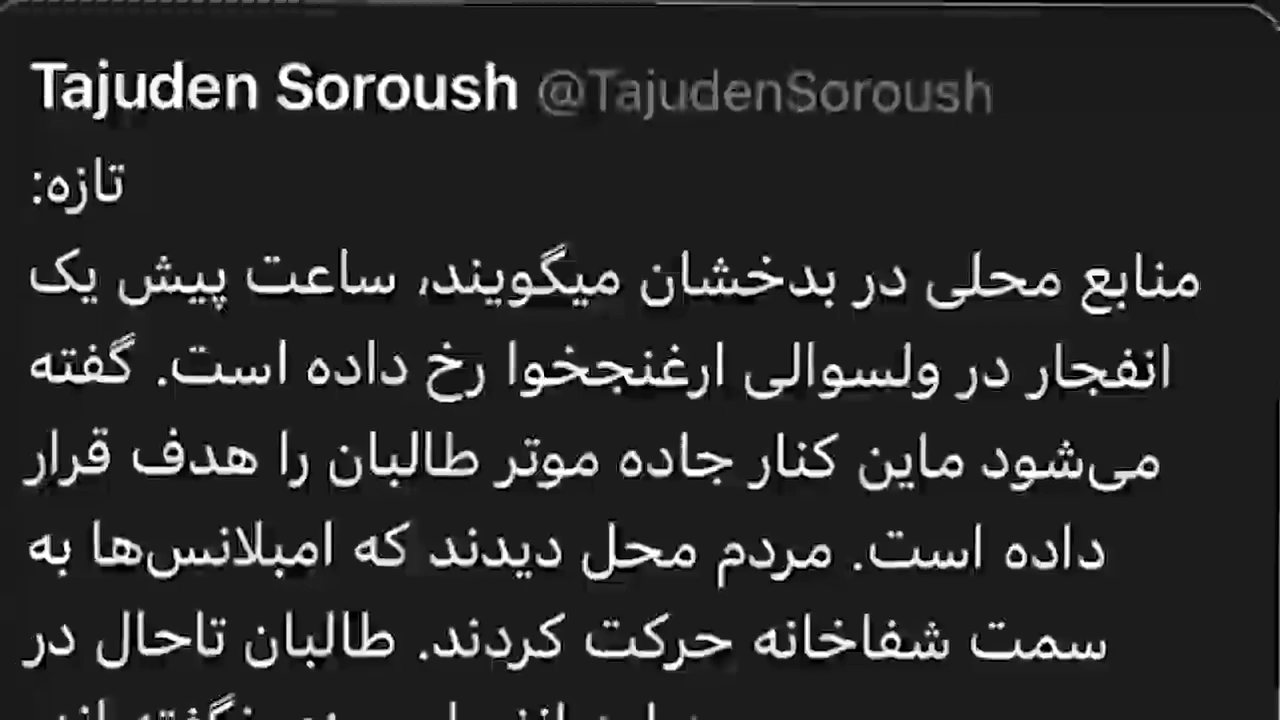 Tajuden Soroush @TajudenSoroush
تازه:
منابع محلی در بدخشان میگویند، ساعت پیش یک
انفجار در ولسوالی ارغنجخوا رخ داده است. گفته
می‌شود ماین کنار جاده موتر طالبان را هدف قرار
داده است. مردم محل دیدند که امبلانس‌ها به
سمت شفاخانه حرکت کردند. طالبان تاحال در